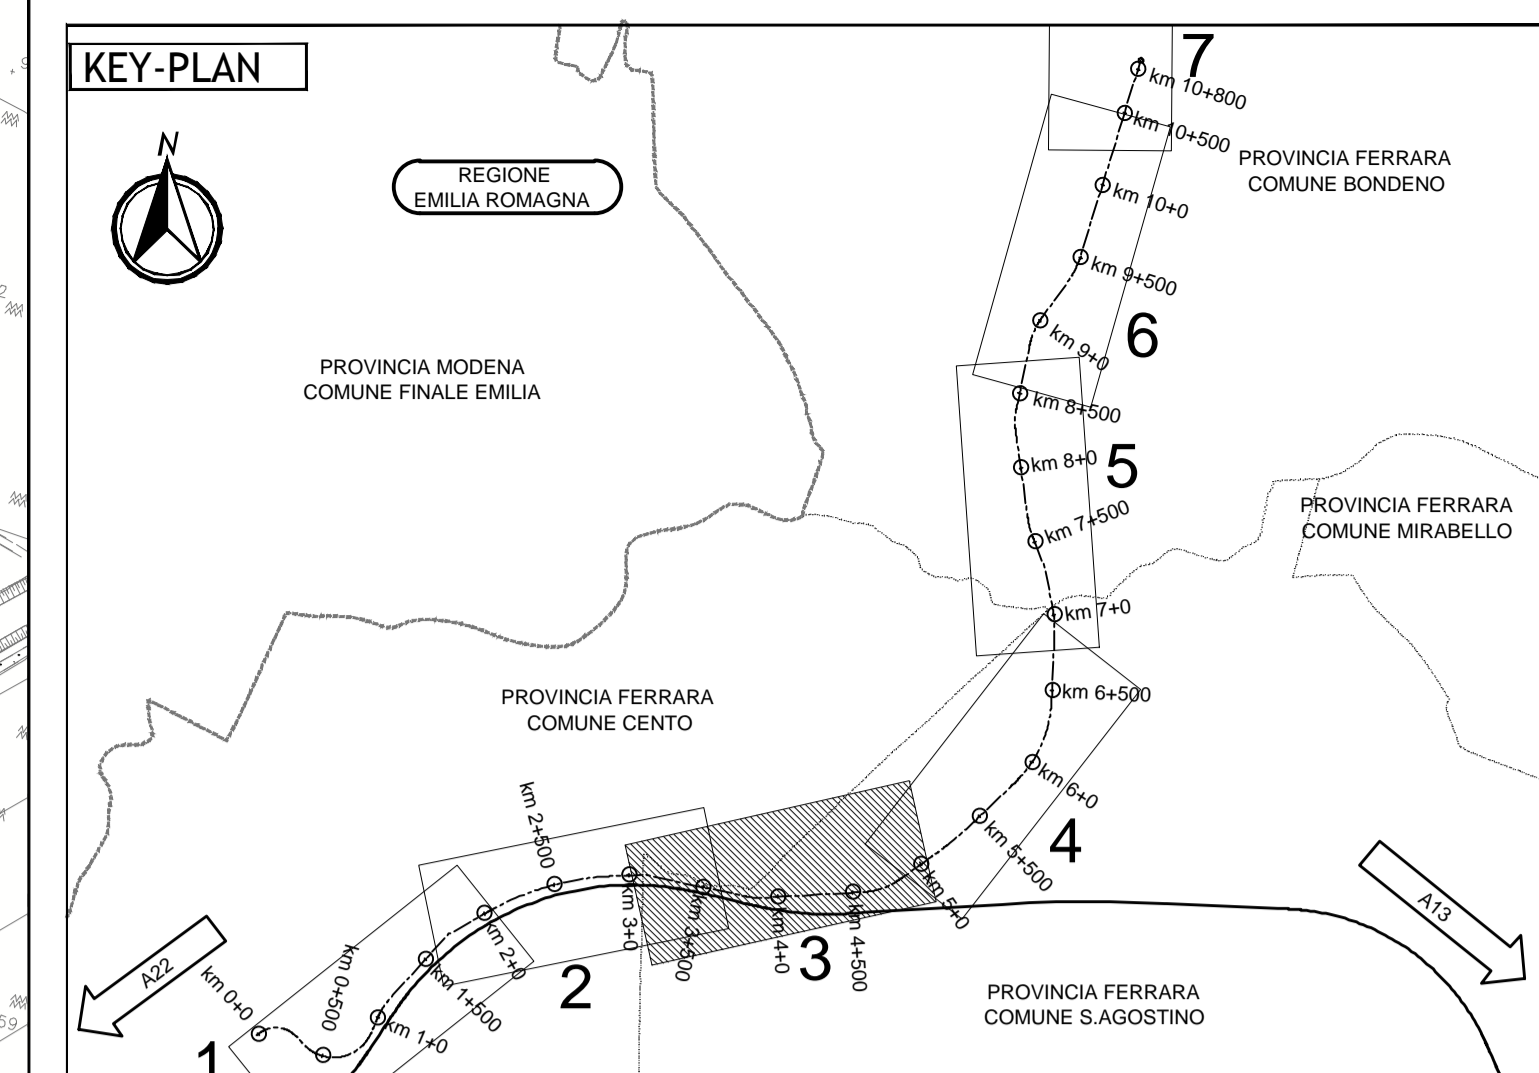 KEY-PLAN
N
REGIONE
EMILIA ROMAGNA
7
km 10+800
km 10+500
PROVINCIA FERRARA
COMUNE BONDENO
km 10+0
km 9+500
6
km 9+0
PROVINCIA MODENA
COMUNE FINALE EMILIA
km 8+500
km 8+0
5
km 7+500
PROVINCIA FERRARA
COMUNE MIRABELLO
km 7+0
km 6+500
PROVINCIA FERRARA
COMUNE CENTO
km 6+0
km 5+500
4
km 5+0
km 4+500
km 4+0
3
km 3+500
km 3+0
km 2+500
2
km 2+0
km 1+500
km 1+0
km 0+500
km 0+0
1
A22
A13
PROVINCIA FERRARA
COMUNE S.AGOSTINO